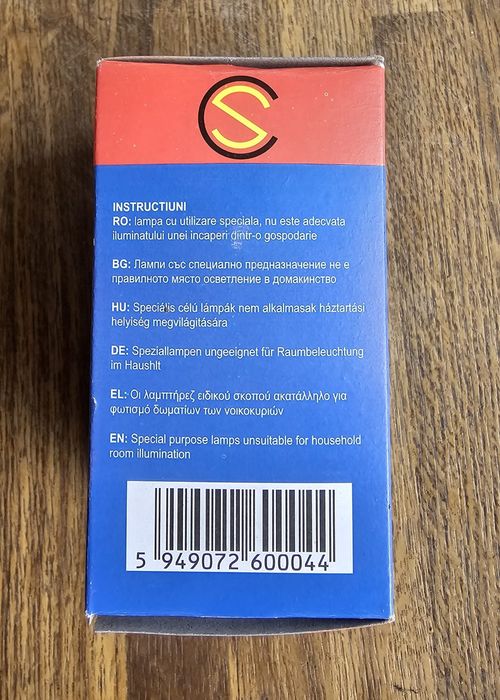 CS
INSTRUCTIUNI
RO: lampa cu utilizare speciala, nu este adecvata
iluminatului unei incaperi dintr-o gospodarie
BG: Лампи със специално предназначение не е
правилното място осветление в домакинство
HU: Speciális célú lámpák nem alkalmasak háztartási
helyiség megvilágítására
DE: Speziallampen ungeeignet für Raumbeleuchtung
im Haushlt
EL: Οι λαμπτήρεζ ειδικού σκοπού ακατάλληλο για
φωτισμό δωματίων των νοικοκυριών
EN: Special purpose lamps unsuitable for household
room illumination
5 949072 600044